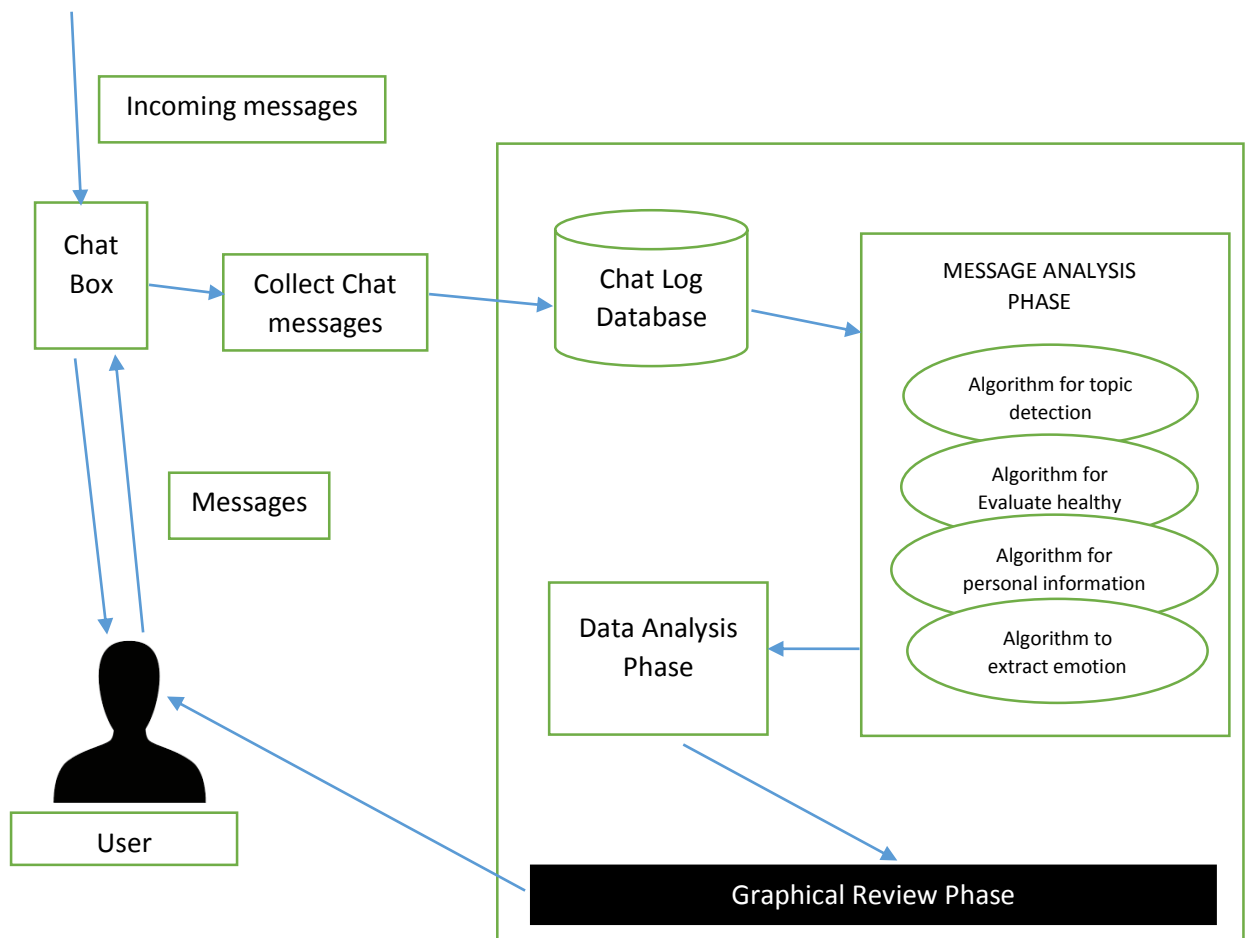 Incoming messages
Chat
Box
Collect Chat
messages
Chat Log
Database
MESSAGE ANALYSIS
PHASE
Algorithm for topic
detection
Algorithm for
Evaluate healthy
Algorithm for
personal information
Algorithm to
extract emotion
Messages
Data Analysis
Phase
User
Graphical Review Phase